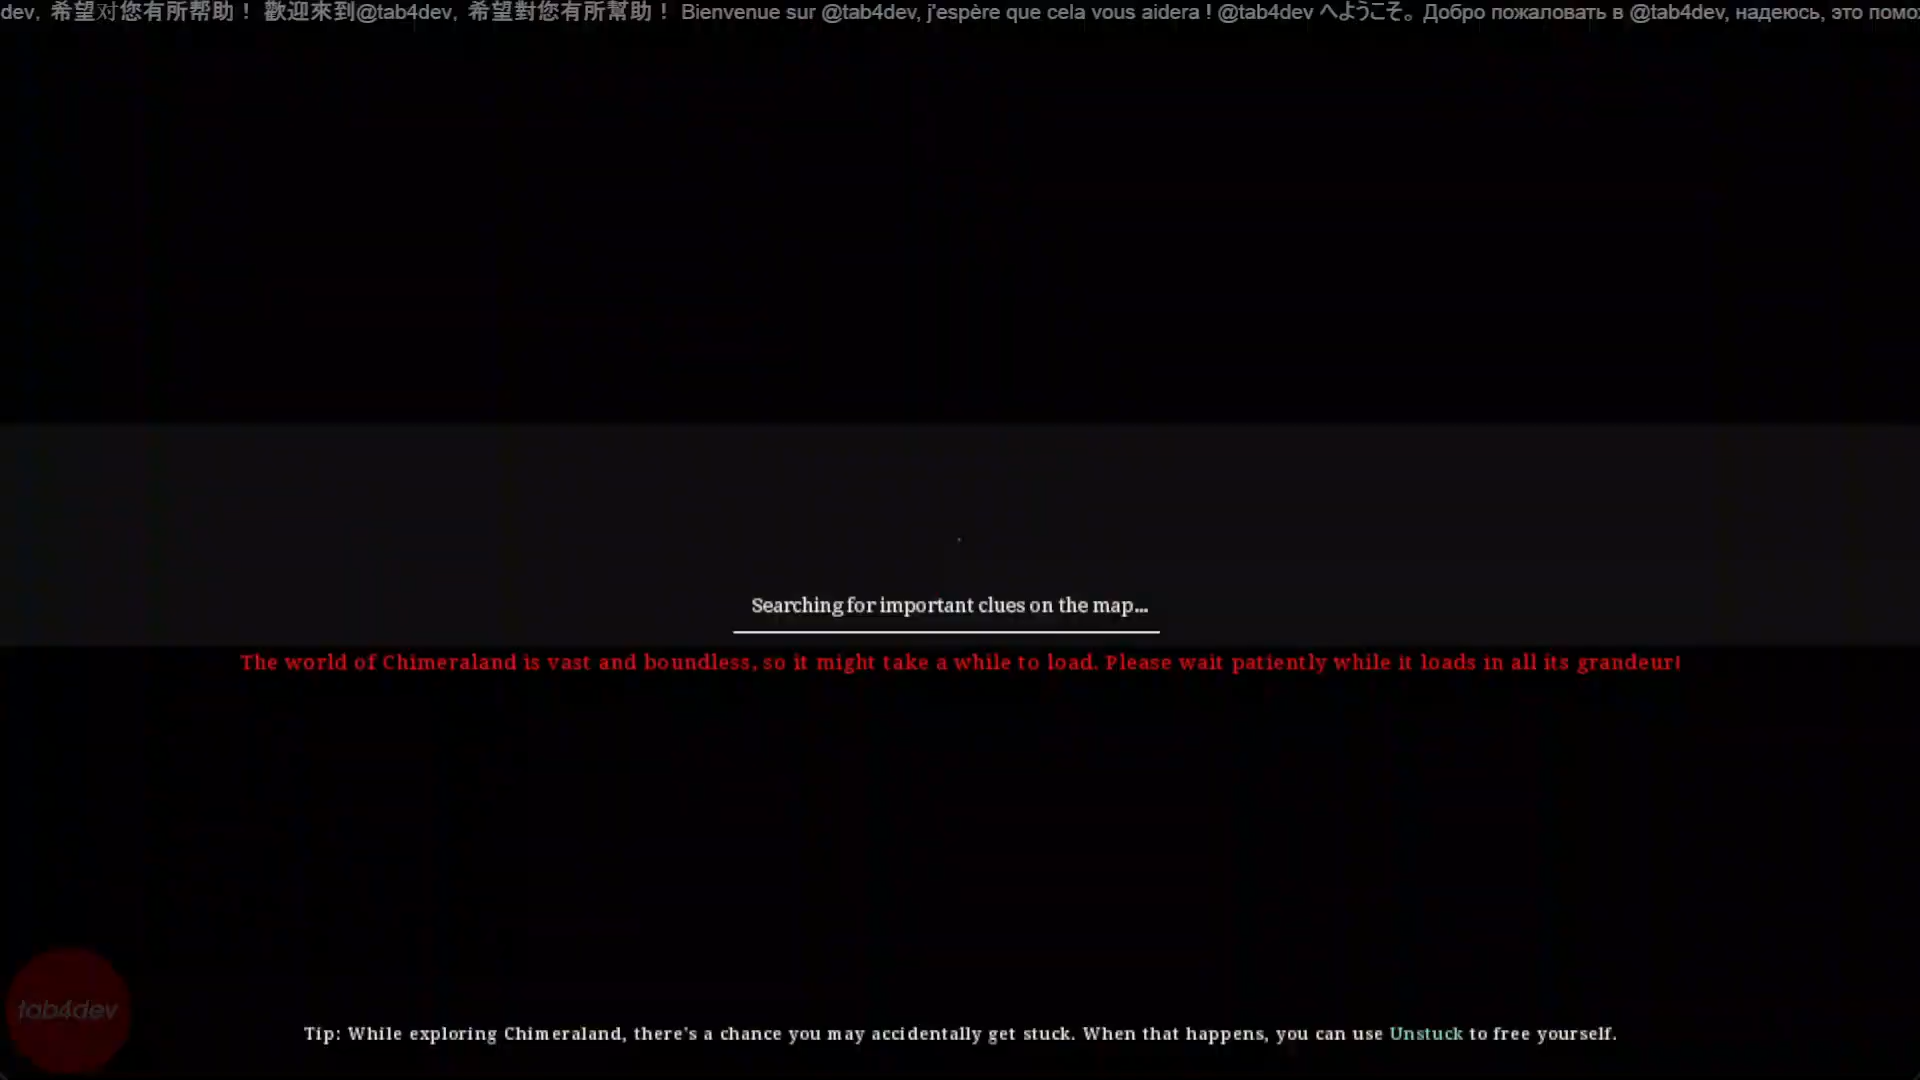 dev, 希望对您有所帮助！ 歡迎來到@tab4dev, 希望對您有所幫助！ Bienvenue sur @tab4dev, j'espère que cela vous aidera ! @tab4dev へようこそ。 Добро пожаловать в @tab4dev, надеюсь, это помо
Searching for important clues on the map...
The world of Chimeraland is vast and boundless, so it might take a while to load. Please wait patiently while it loads in all its grandeur!
tab4dev
Tip: While exploring Chimeraland, there's a chance you may accidentally get stuck. When that happens, you can use Unstuck to free yourself.